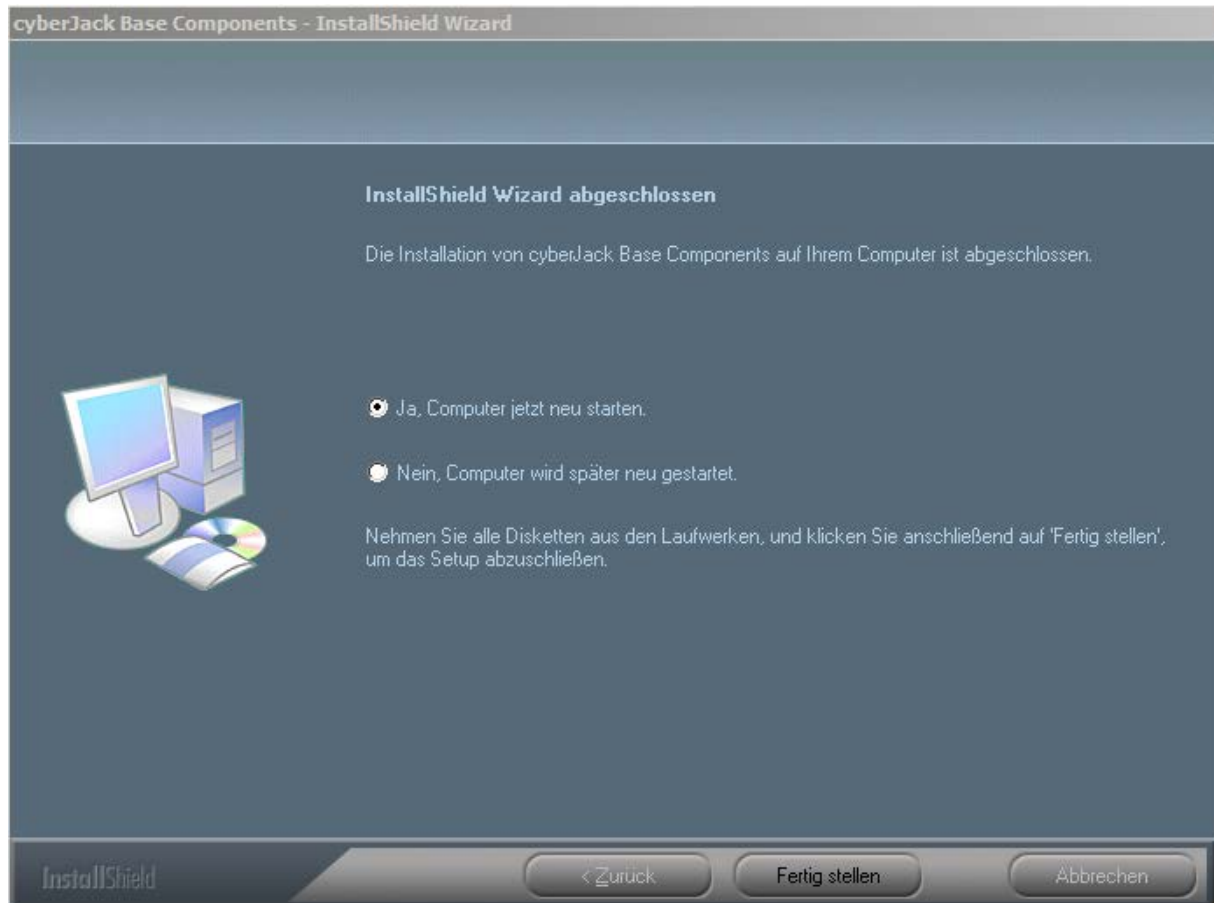 cyberJack Base Components - InstallShield Wizard
InstallShield Wizard abgeschlossen
Die Installation von cyberJack Base Components auf Ihrem Computer ist abgeschlossen.
Ja, Computer jetzt neu starten.
Nein, Computer wird später neu gestartet.
Nehmen Sie alle Disketten aus den Laufwerken, und klicken Sie anschließend auf 'Fertig stellen',
um das Setup abzuschließen.
InstallShield
< Zurück
Fertig stellen
Abbrechen